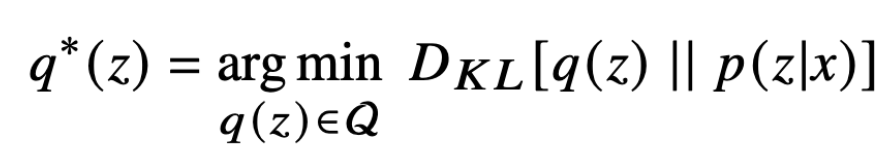 q*(z) = arg min D_KL[q(z) || p(z|x)]
q(z)∈Q